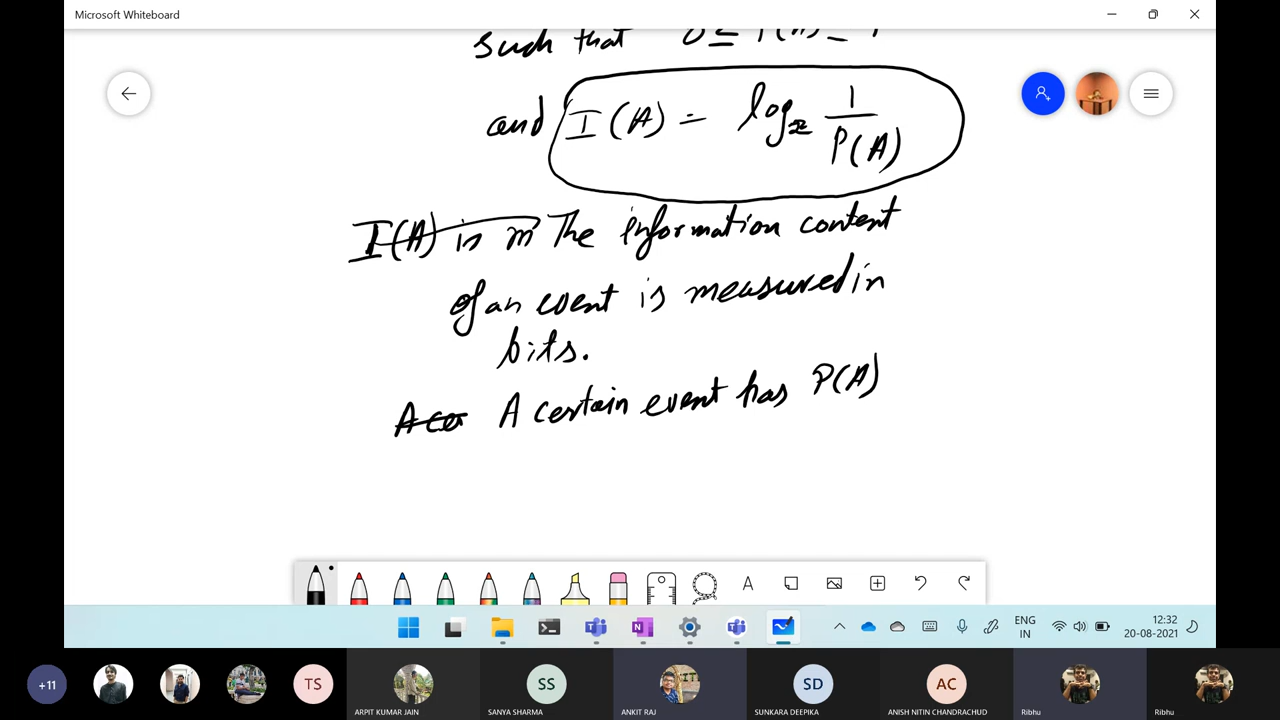 Microsoft Whiteboard
such that
and I(A) = log₂ 1/P(A)
I(A) is m The information content
of an event is measured in
bits.
A ce A certain event has P(A)
A
ENG
IN
12:32
20-08-2021
+11
TS
ARPIT KUMAR JAIN
SS
SANYA SHARMA
ANKIT RAJ
SD
SUNKARA DEEPIKA
AC
ANISH NITIN CHANDRACHUD
Ribhu
Ribhu